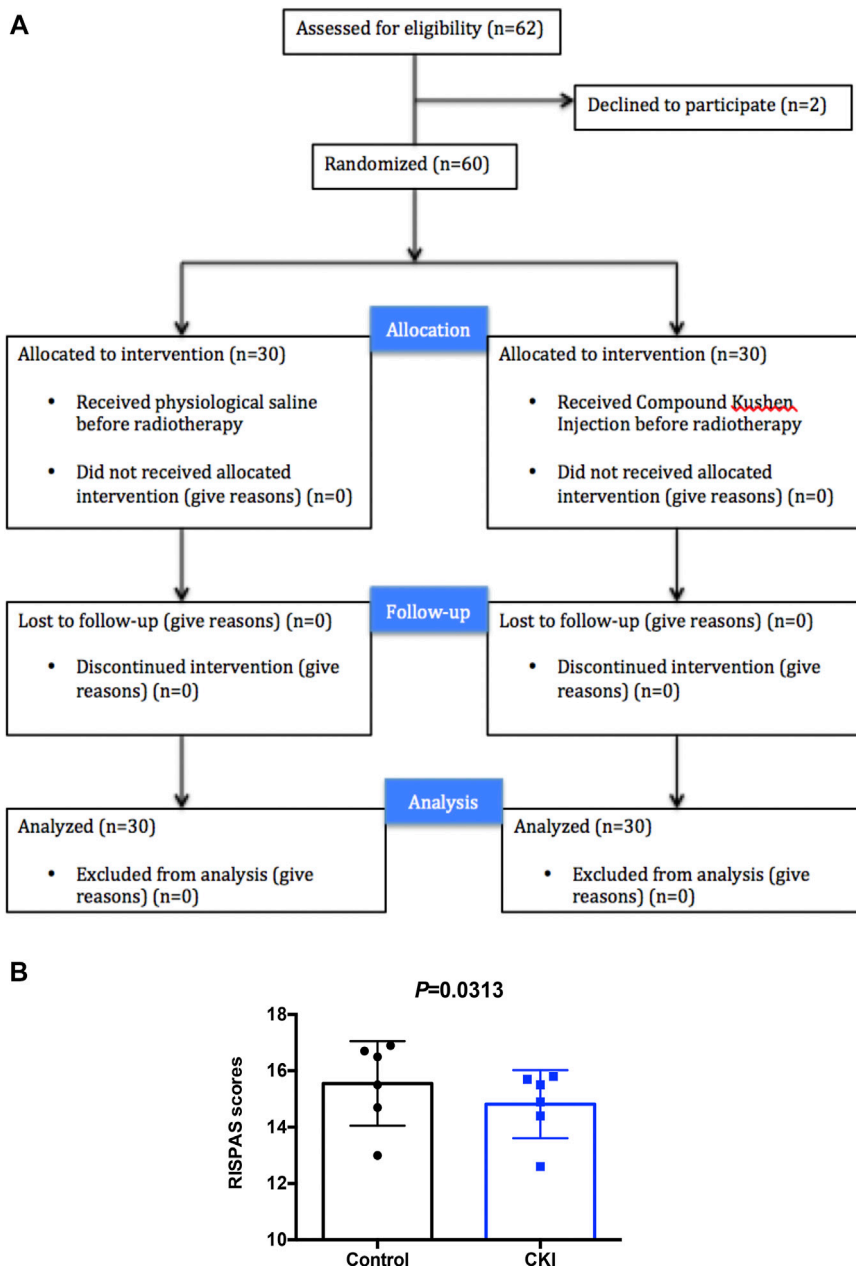 A
Assessed for eligibility (n=62)
Declined to participate (n=2)
Randomized (n=60)
Allocation
Allocated to intervention (n=30)
• Received physiological saline
before radiotherapy
• Did not received allocated
intervention (give reasons) (n=0)
Allocated to intervention (n=30)
• Received Compound Kushen
Injection before radiotherapy
• Did not received allocated
intervention (give reasons) (n=0)
Follow-up
Lost to follow-up (give reasons) (n=0)
• Discontinued intervention (give
reasons) (n=0)
Lost to follow-up (give reasons) (n=0)
• Discontinued intervention (give
reasons) (n=0)
Analysis
Analyzed (n=30)
• Excluded from analysis (give
reasons) (n=0)
Analyzed (n=30)
• Excluded from analysis (give
reasons) (n=0)
B
P=0.0313
RISPAS scores
18
16
14
12
10
Control
CKI